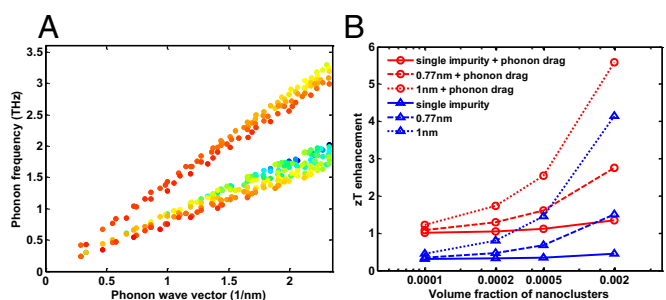 A
Phonon frequency (THz)
3.5
3
2.5
2
1.5
1
0.5
0
0
0.5
1.0
1.5
2
Phonon wave vector (1/nm)
B
zT enhancement
6
5
4
3
2
1
0
single impurity + phonon drag
0.77nm + phonon drag
1nm + phonon drag
single impurity
0.77nm
1nm
0.0001
0.0002
0.0005
0.002
Volume fraction of nanoclusters